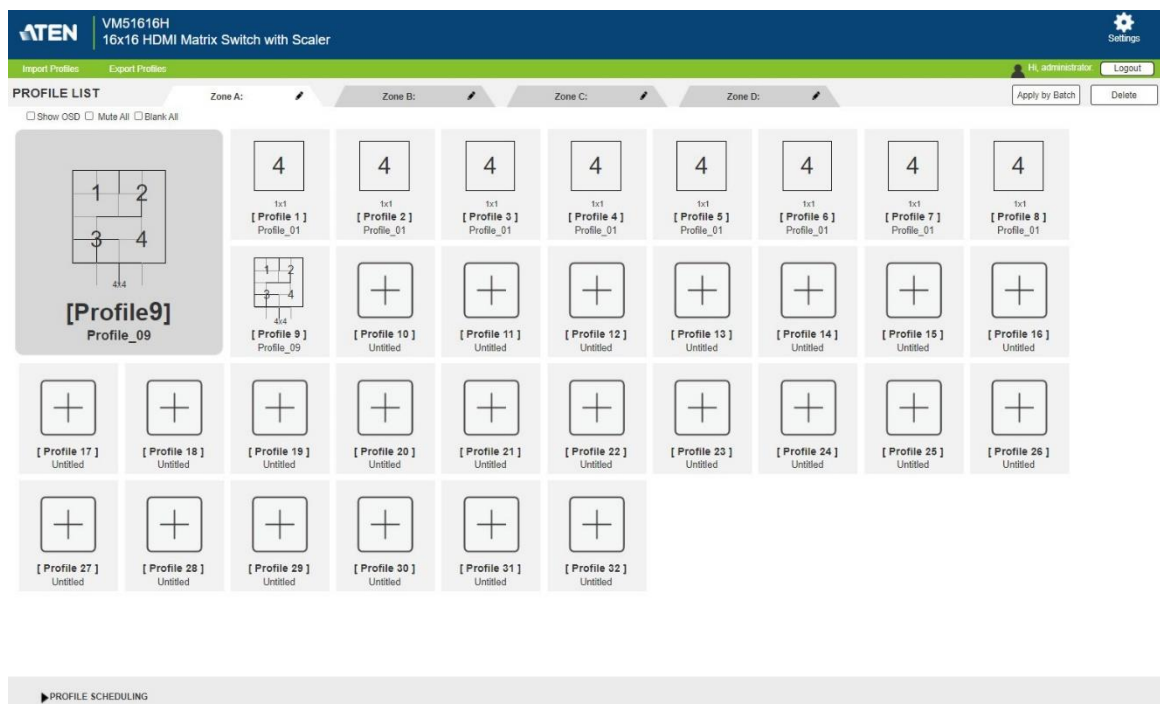 ATEN
VM51616H
16x16 HDMI Matrix Switch with Scaler
Settings
Import Profiles Export Profiles
Hi, administrator Logout
PROFILE LIST Zone A: Zone B: Zone C: Zone D: Apply by Batch Delete
Show OSD Mute All Blank All
1 2
3 4
4x4
[Profile9]
Profile_09
4 4 4 4 4 4 4 4
1x1 1x1 1x1 1x1 1x1 1x1 1x1 1x1
[ Profile 1 ] [ Profile 2 ] [ Profile 3 ] [ Profile 4 ] [ Profile 5 ] [ Profile 6 ] [ Profile 7 ] [ Profile 8 ]
Profile_01 Profile_01 Profile_01 Profile_01 Profile_01 Profile_01 Profile_01 Profile_01
1 2
3 4
4x4
[ Profile 9 ] [ Profile 10 ] [ Profile 11 ] [ Profile 12 ] [ Profile 13 ] [ Profile 14 ] [ Profile 15 ] [ Profile 16 ]
Profile_09 Untitled Untitled Untitled Untitled Untitled Untitled Untitled
[ Profile 17 ] [ Profile 18 ] [ Profile 19 ] [ Profile 20 ] [ Profile 21 ] [ Profile 22 ] [ Profile 23 ] [ Profile 24 ] [ Profile 25 ] [ Profile 26 ]
Untitled Untitled Untitled Untitled Untitled Untitled Untitled Untitled Untitled Untitled
[ Profile 27 ] [ Profile 28 ] [ Profile 29 ] [ Profile 30 ] [ Profile 31 ] [ Profile 32 ]
Untitled Untitled Untitled Untitled Untitled Untitled
PROFILE SCHEDULING